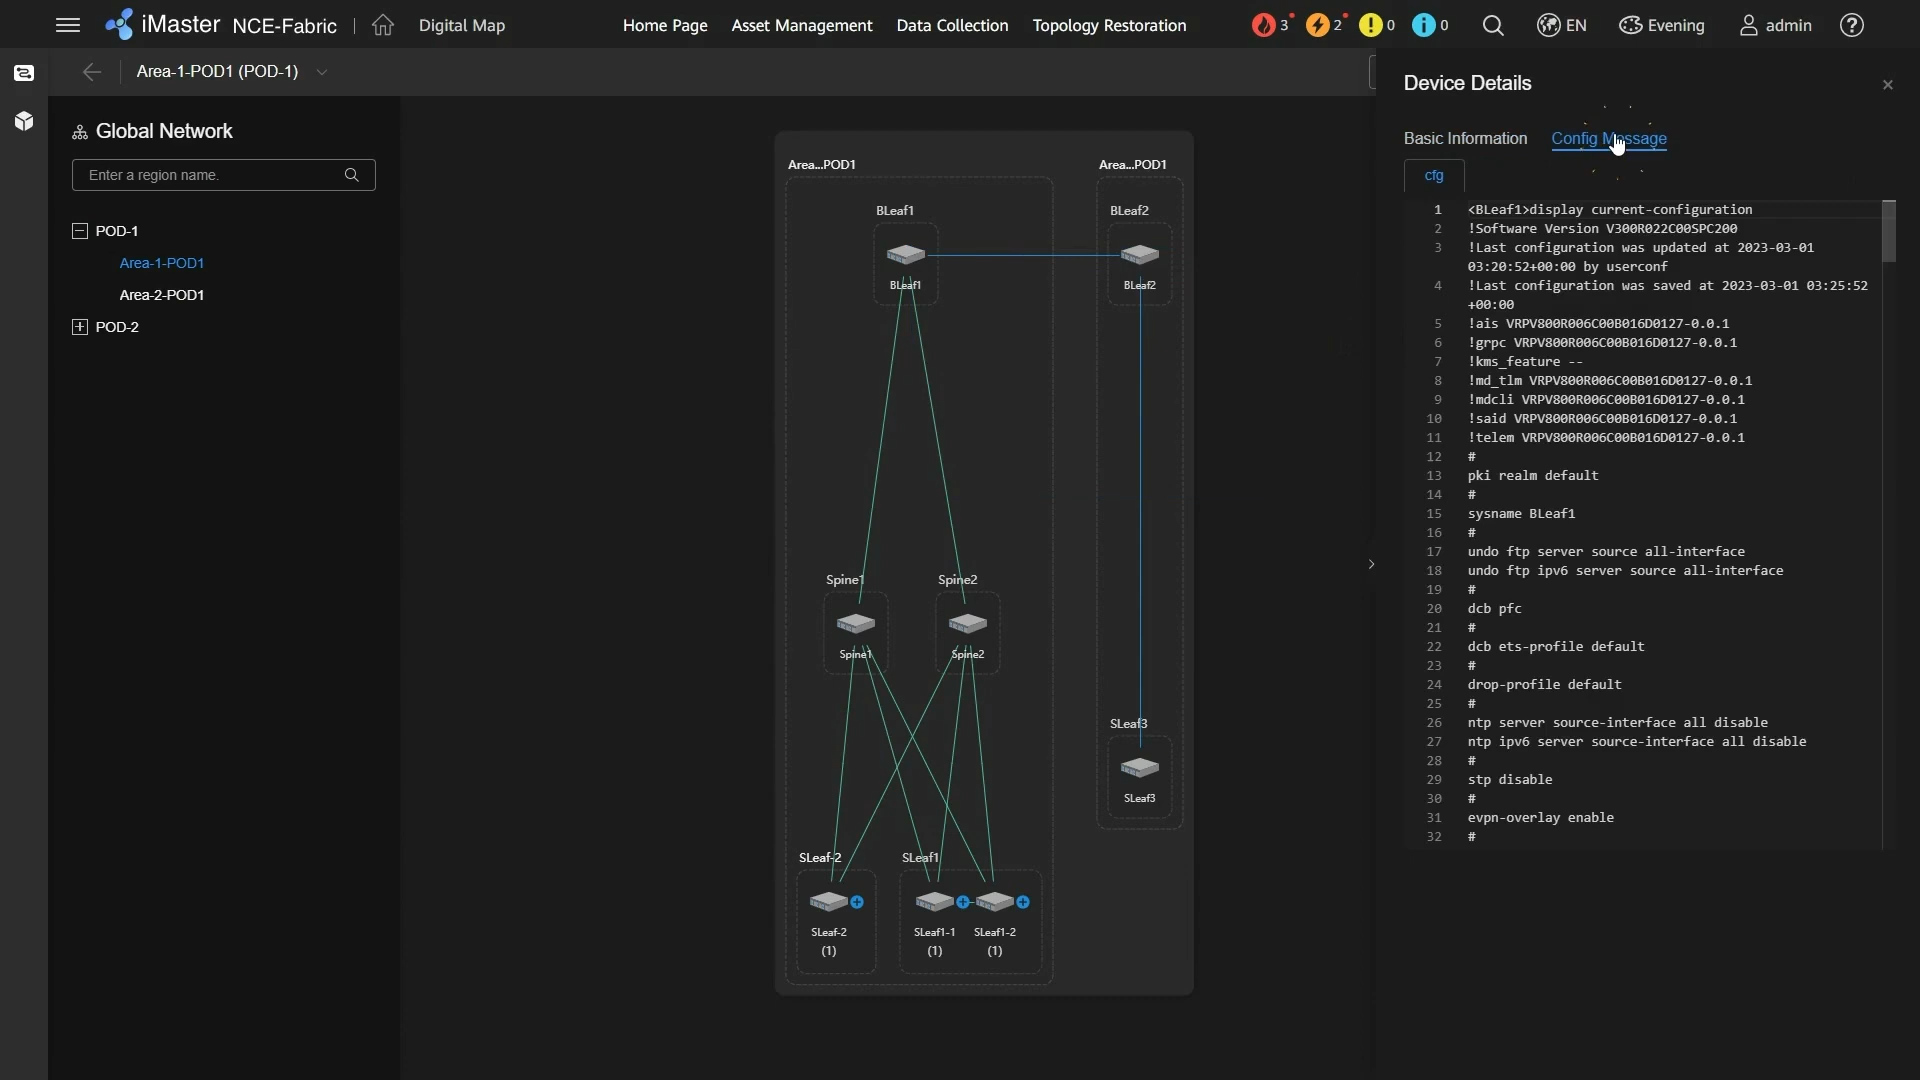 iMaster NCE-Fabric
Digital Map
Home Page
Asset Management
Data Collection
Topology Restoration
3
2
0
0
EN
Evening
admin
Area-1-POD1 (POD-1)
Global Network
Enter a region name.
POD-1
Area-1-POD1
Area-2-POD1
POD-2
Area...POD1
Area...POD1
BLeaf1
BLeaf2
BLeaf1
BLeaf2
Spine1
Spine2
Spine1
Spine2
SLeaf3
SLeaf3
SLeaf-2
SLeaf1
SLeaf-2
SLeaf1-1
SLeaf1-2
(1)
(1)
(1)
Device Details
Basic Information
Config Message
cfg
1 <BLeaf1>display current-configuration
2 !Software Version V300R022C00SPC200
3 !Last configuration was updated at 2023-03-01
03:20:52+00:00 by userconf
4 !Last configuration was saved at 2023-03-01 03:25:52
+00:00
5 !ais VRPV800R006C00B016D0127-0.0.1
6 !grpc VRPV800R006C00B016D0127-0.0.1
7 !kms_feature --
8 !md_tlm VRPV800R006C00B016D0127-0.0.1
9 !mdcli VRPV800R006C00B016D0127-0.0.1
10 !said VRPV800R006C00B016D0127-0.0.1
11 !telem VRPV800R006C00B016D0127-0.0.1
12 #
13 pki realm default
14 #
15 sysname BLeaf1
16 #
17 undo ftp server source all-interface
18 undo ftp ipv6 server source all-interface
19 #
20 dcb pfc
21 #
22 dcb ets-profile default
23 #
24 drop-profile default
25 #
26 ntp server source-interface all disable
27 ntp ipv6 server source-interface all disable
28 #
29 stp disable
30 #
31 evpn-overlay enable
32 #